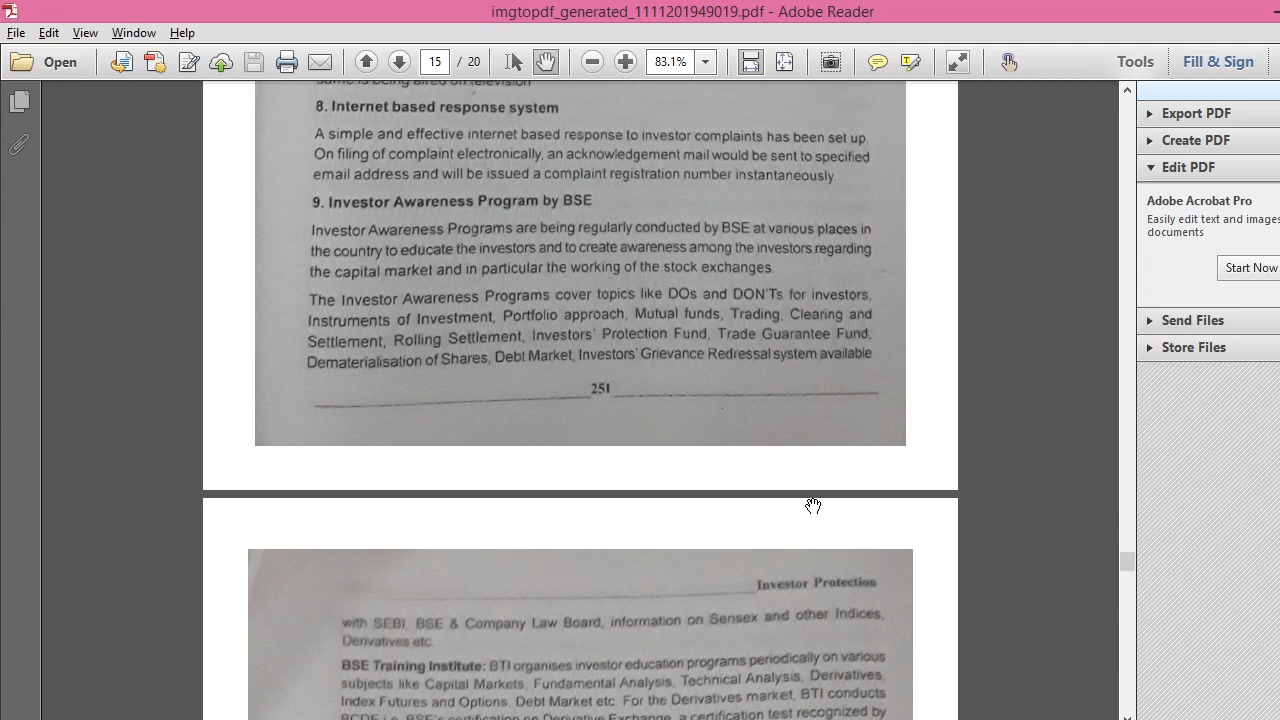 imgtopdf_generated_1111201949019.pdf - Adobe Reader
File Edit View Window Help
Open 15 / 20 83.1% Tools Fill & Sign
8. Internet based response system
A simple and effective internet based response to investor complaints has been set up.
On filing of complaint electronically, an acknowledgement mail would be sent to specified
email address and will be issued a complaint registration number instantaneously.
9. Investor Awareness Program by BSE
Investor Awareness Programs are being regularly conducted by BSE at various places in
the country to educate the investors and to create awareness among the investors regarding
the capital market and in particular the working of the stock exchanges.
The Investor Awareness Programs cover topics like DOs and DON'Ts for investors,
Instruments of Investment, Portfolio approach, Mutual funds, Trading, Clearing and
Settlement, Rolling Settlement, Investors' Protection Fund, Trade Guarantee Fund,
Dematerialisation of Shares, Debt Market, Investors' Grievance Redressal system available
251
Investor Protection
with SEBI, BSE & Company Law Board, information on Sensex and other Indices,
Derivatives etc.
BSE Training Institute: BTI organises investor education programs periodically on various
subjects like Capital Markets, Fundamental Analysis, Technical Analysis, Derivatives,
Index Futures and Options, Debt Market etc. For the Derivatives market, BTI conducts
BSE's certification on Derivative Exchange, a certification test recognized by
Export PDF
Create PDF
Edit PDF
Adobe Acrobat Pro
Easily edit text and images
documents
Start Now
Send Files
Store Files